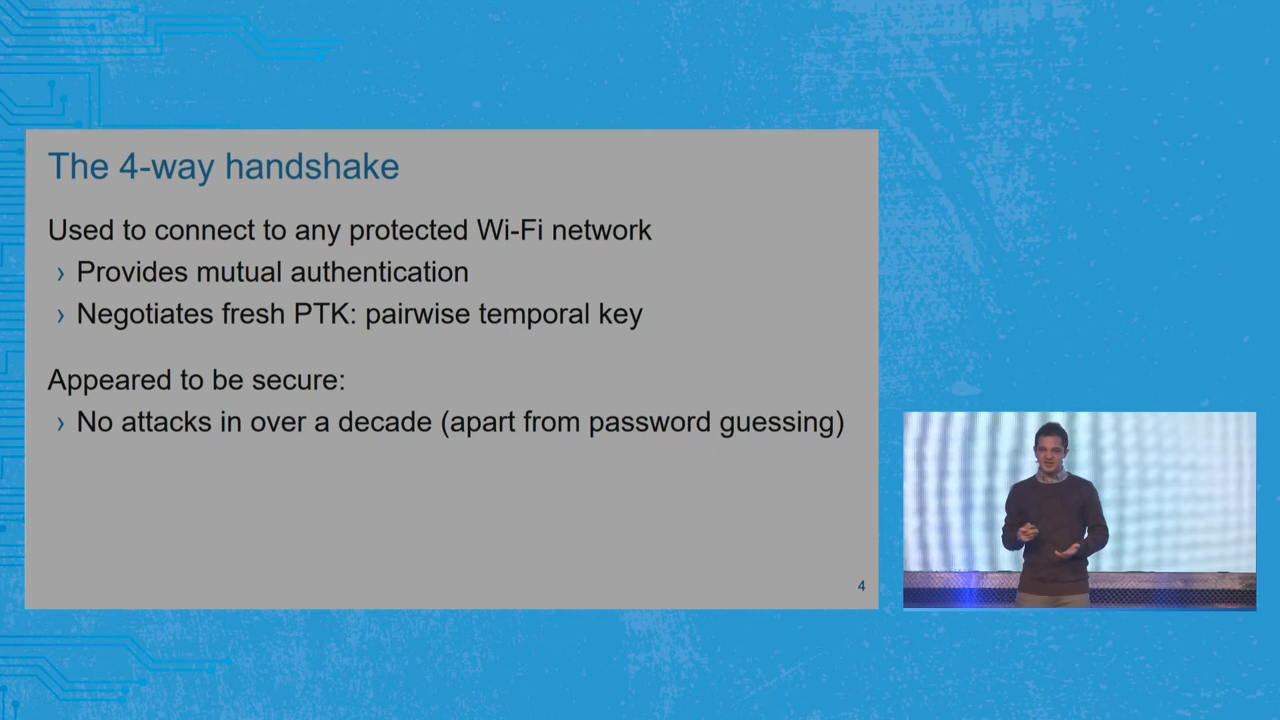 The 4-way handshake
Used to connect to any protected Wi-Fi network
› Provides mutual authentication
› Negotiates fresh PTK: pairwise temporal key
Appeared to be secure:
› No attacks in over a decade (apart from password guessing)
4